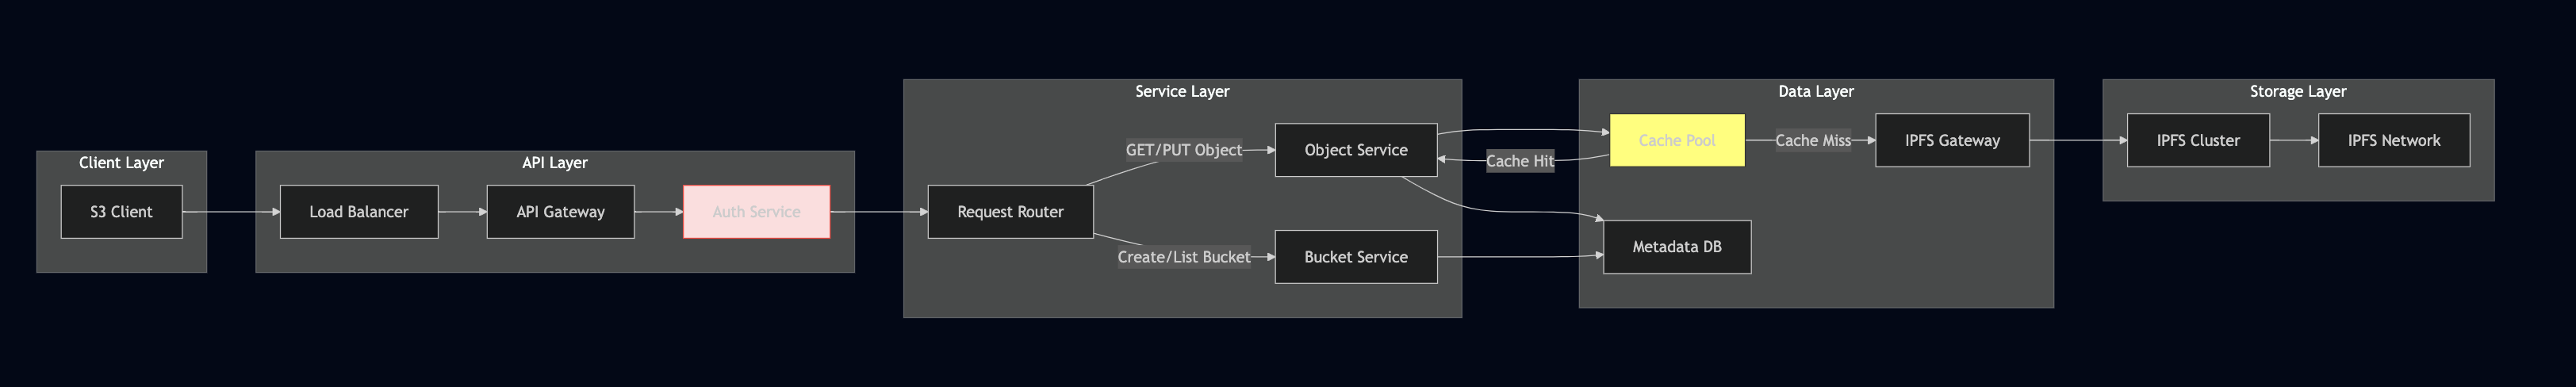 Client Layer
S3 Client
API Layer
Load Balancer
API Gateway
Auth Service
Service Layer
Request Router
GET/PUT Object
Create/List Bucket
Object Service
Bucket Service
Cache Hit
Data Layer
Cache Pool
Cache Miss
IPFS Gateway
Metadata DB
Storage Layer
IPFS Cluster
IPFS Network